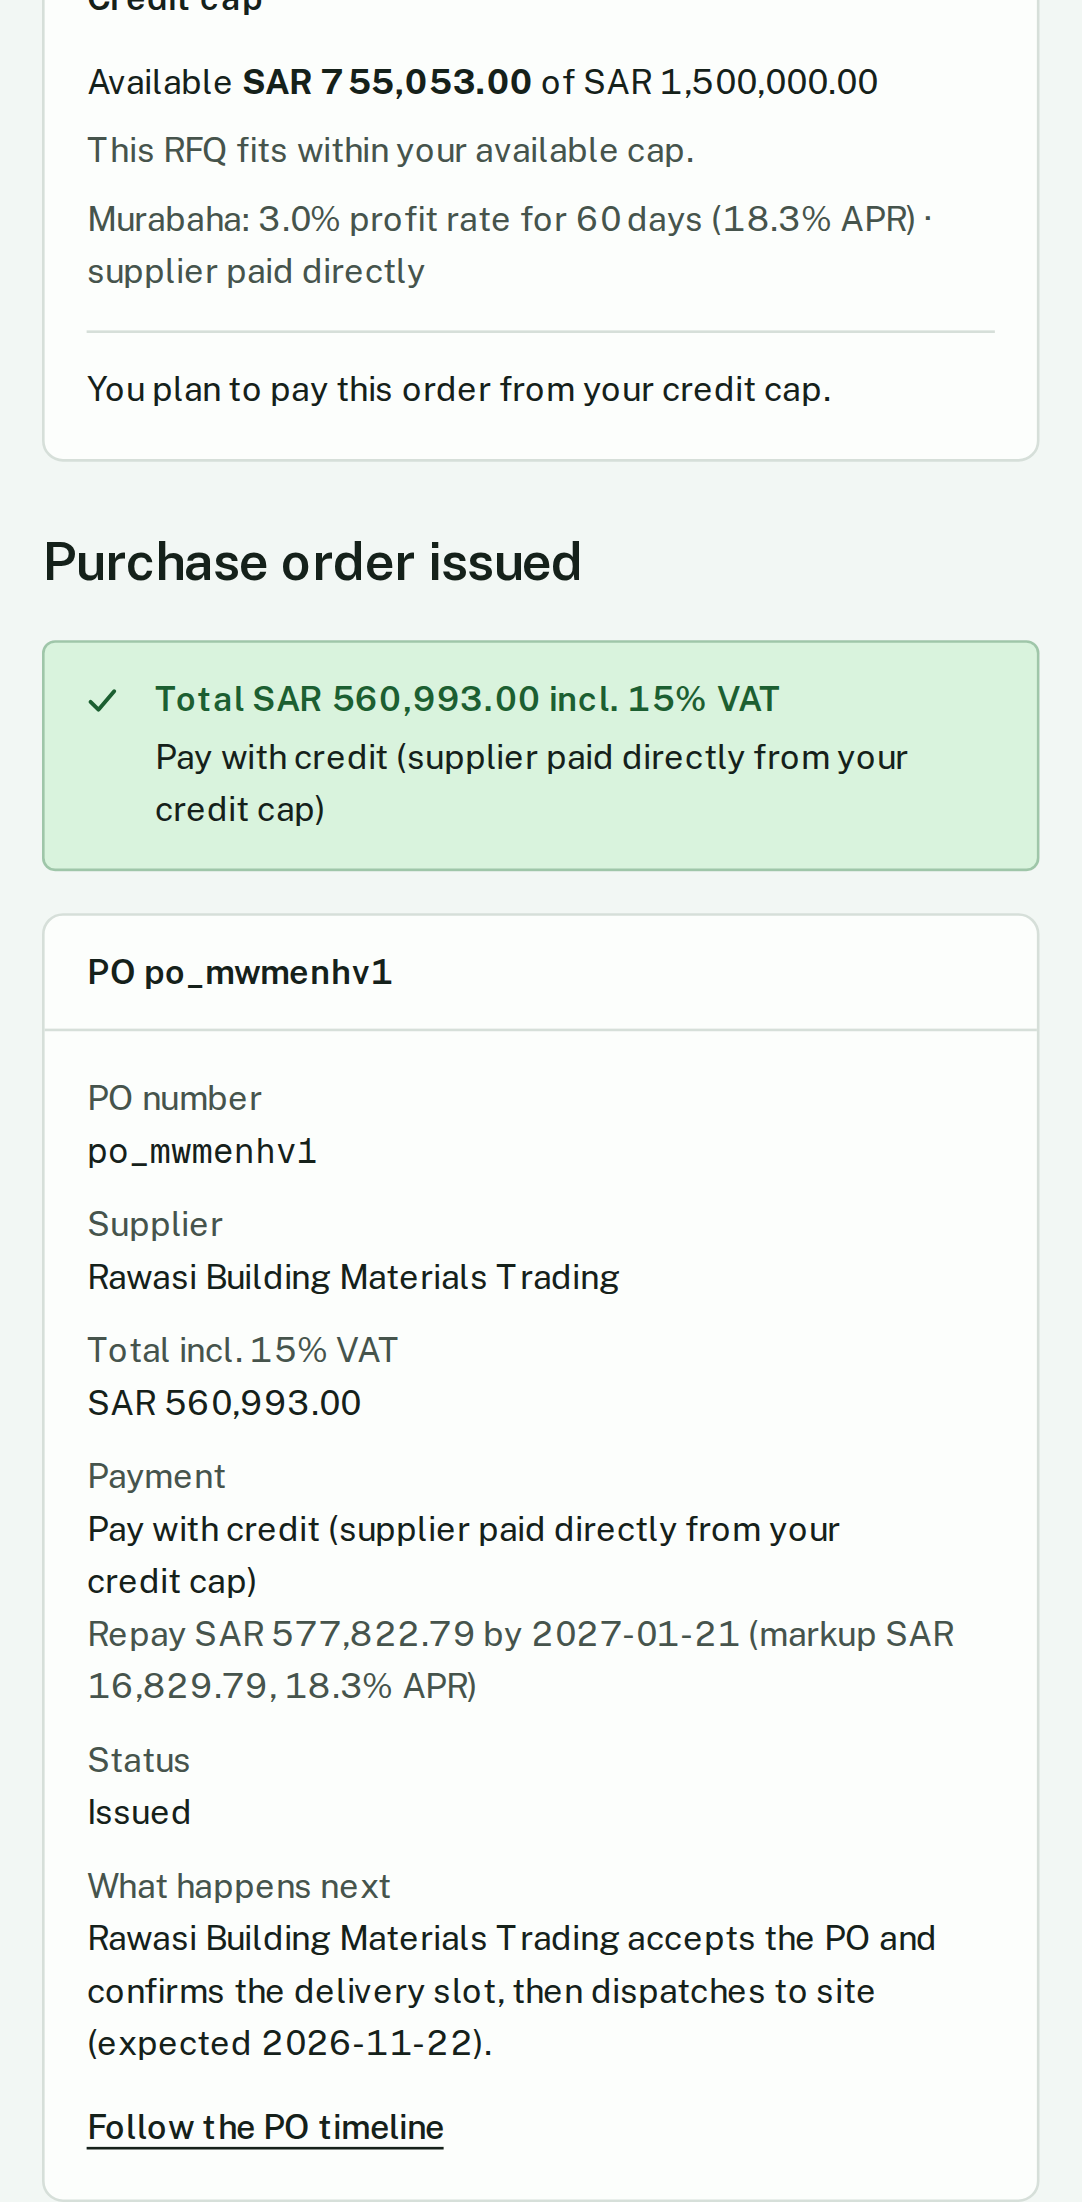 Credit cap
Available SAR 755,053.00 of SAR 1,500,000.00
This RFQ fits within your available cap.
Murabaha: 3.0% profit rate for 60 days (18.3% APR) ·
supplier paid directly
You plan to pay this order from your credit cap.
Purchase order issued
Total SAR 560,993.00 incl. 15% VAT
Pay with credit (supplier paid directly from your
credit cap)
PO po_mwmenhv1
PO number
po_mwmenhv1
Supplier
Rawasi Building Materials Trading
Total incl. 15% VAT
SAR 560,993.00
Payment
Pay with credit (supplier paid directly from your
credit cap)
Repay SAR 577,822.79 by 2027-01-21 (markup SAR
16,829.79, 18.3% APR)
Status
Issued
What happens next
Rawasi Building Materials Trading accepts the PO and
confirms the delivery slot, then dispatches to site
(expected 2026-11-22).
Follow the PO timeline